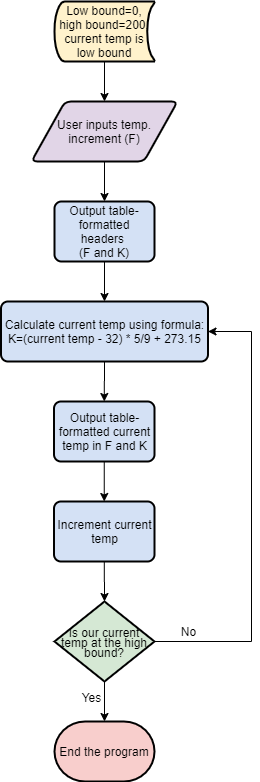 Low bound=0,
high bound=200
current temp is
low bound
User inputs temp.
increment (F)
Output table-
formatted
headers
(F and K)
Calculate current temp using formula:
K=(current temp - 32) * 5/9 + 273.15
Output table-
formatted current
temp in F and K
Increment current
temp
Is our current
temp at the high
bound?
No
Yes
End the program